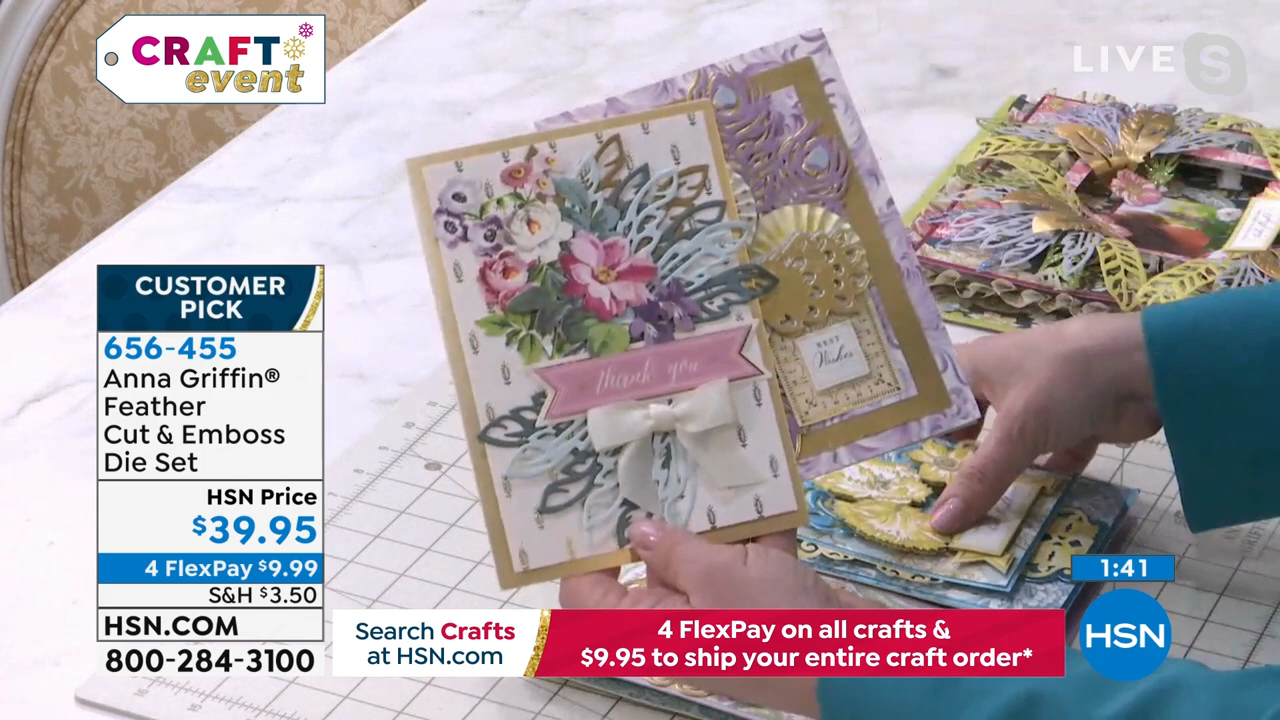 CRAFT
event
LIVE S
CUSTOMER
PICK
656-455
Anna Griffin®
Feather
Cut & Emboss
Die Set
HSN Price
$39.95
4 FlexPay $9.99
S&H $3.50
HSN.COM
800-284-3100
thank you
BEST
Wishes
1:41
HSN
Search Crafts
at HSN.com
4 FlexPay on all crafts &
$9.95 to ship your entire craft order*